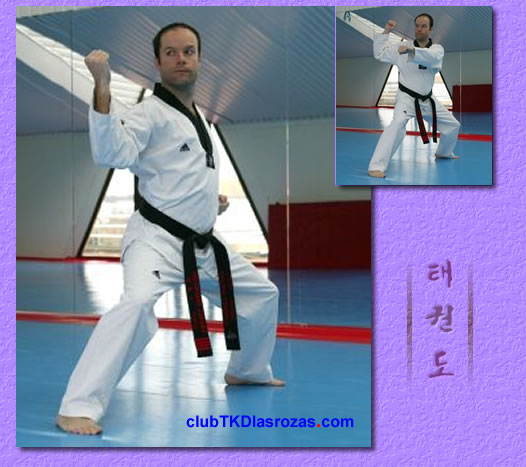 태
권
도
clubTKDlasrozas.com